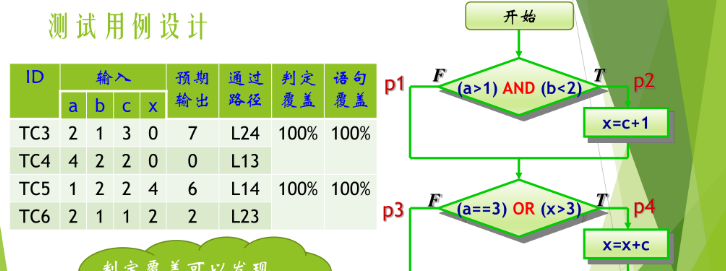 测试用例设计
ID 输入 预期输出 通过路径 判定覆盖 语句覆盖
a b c x
TC3 2 1 3 0 7 L24 100% 100%
TC4 4 2 2 0 0 L13
TC5 1 2 2 4 6 L14 100% 100%
TC6 2 1 1 2 2 L23
判定覆盖可以发现
开始
p1 F (a>1) AND (b<2) T p2
x=c+1
p3 F (a==3) OR (x>3) T p4
x=x+c